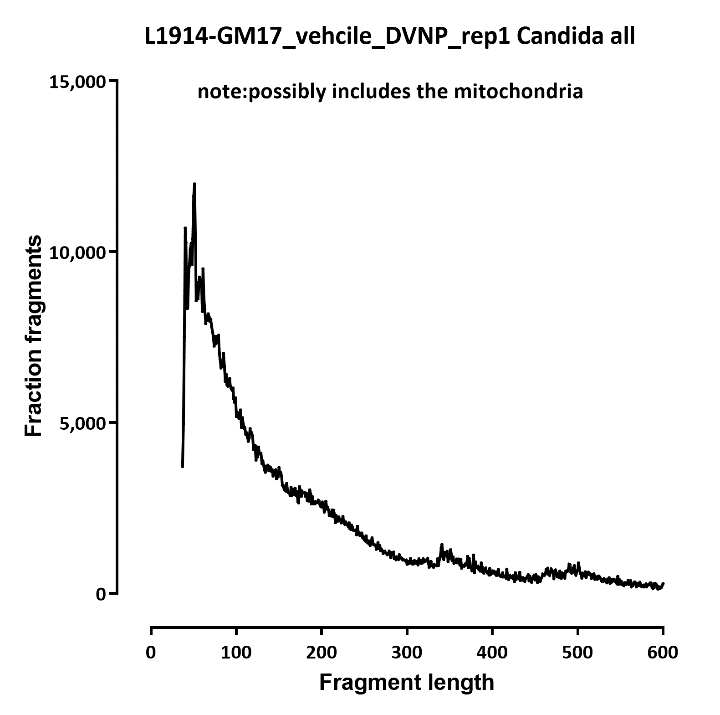 L1914-GM17_vehcile_DVNP_rep1 Candida all
note:possibly includes the mitochondria
15,000
10,000
5,000
0
Fraction fragments
0 100 200 300 400 500 600
Fragment length